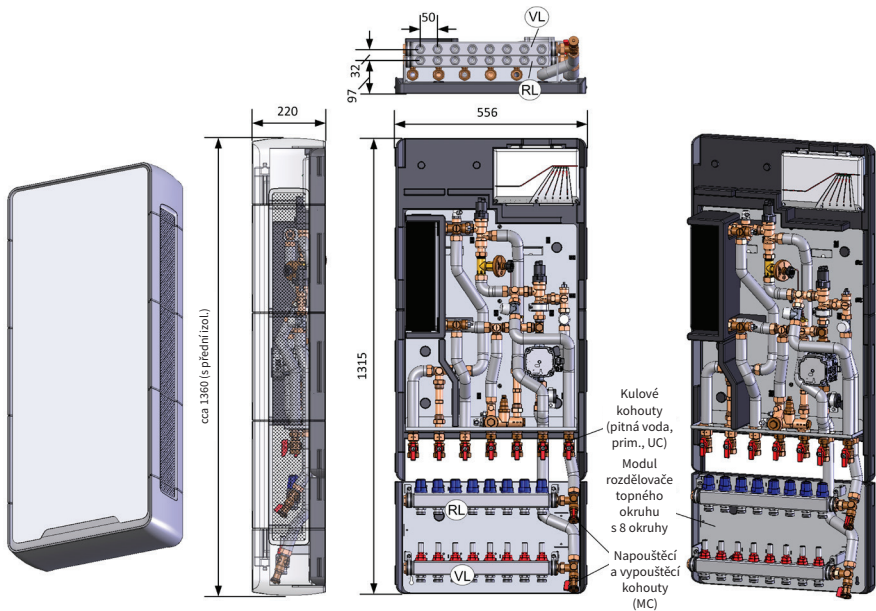 50
VL
32
97
RL
220
556
cca 1360 (s přední izol.)
1315
Kulové
kohouty
(pitná voda,
prim., UC)
Modul
rozdělovače
topného
okruhu
s 8 okruhy
RL
Napouštěcí
a vypouštěcí
kohouty
(MC)
VL